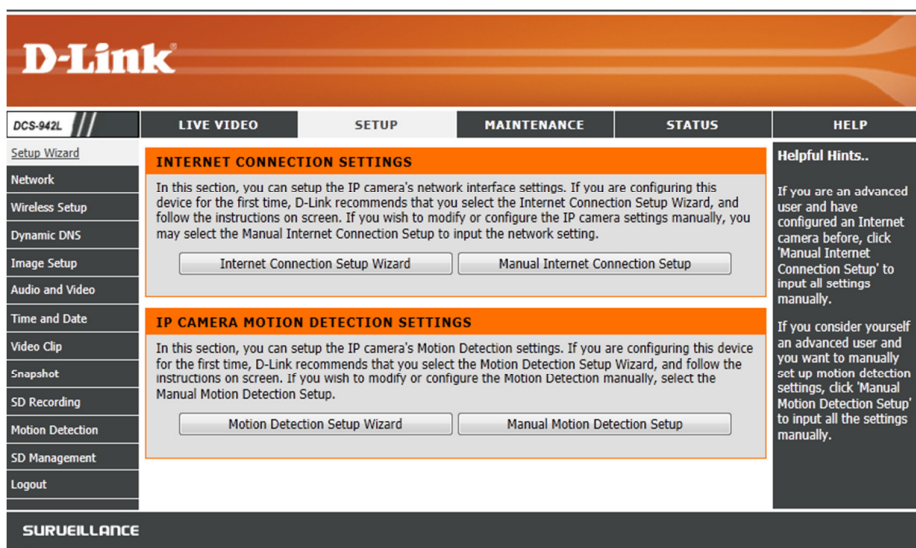 D-Link®
DCS-942L
LIVE VIDEO
SETUP
MAINTENANCE
STATUS
HELP
Setup Wizard
Network
Wireless Setup
Dynamic DNS
Image Setup
Audio and Video
Time and Date
Video Clip
Snapshot
SD Recording
Motion Detection
SD Management
Logout
INTERNET CONNECTION SETTINGS
In this section, you can setup the IP camera's network interface settings. If you are configuring this
device for the first time, D-Link recommends that you select the Internet Connection Setup Wizard, and
follow the instructions on screen. If you wish to modify or configure the IP camera settings manually, you
may select the Manual Internet Connection Setup to input the network setting.
Internet Connection Setup Wizard
Manual Internet Connection Setup
IP CAMERA MOTION DETECTION SETTINGS
In this section, you can setup the IP camera's Motion Detection settings. If you are configuring this device
for the first time, D-Link recommends that you select the Motion Detection Setup Wizard, and follow the
instructions on screen. If you wish to modify or configure the Motion Detection manually, select the
Manual Motion Detection Setup.
Motion Detection Setup Wizard
Manual Motion Detection Setup
Helpful Hints..
If you are an advanced
user and have
configured an Internet
camera before, click
'Manual Internet
Connection Setup' to
input all settings
manually.
If you consider yourself
an advanced user and
you want to manually
set up motion detection
settings, click 'Manual
Motion Detection Setup'
to input all the settings
manually.
SURVEILLANCE